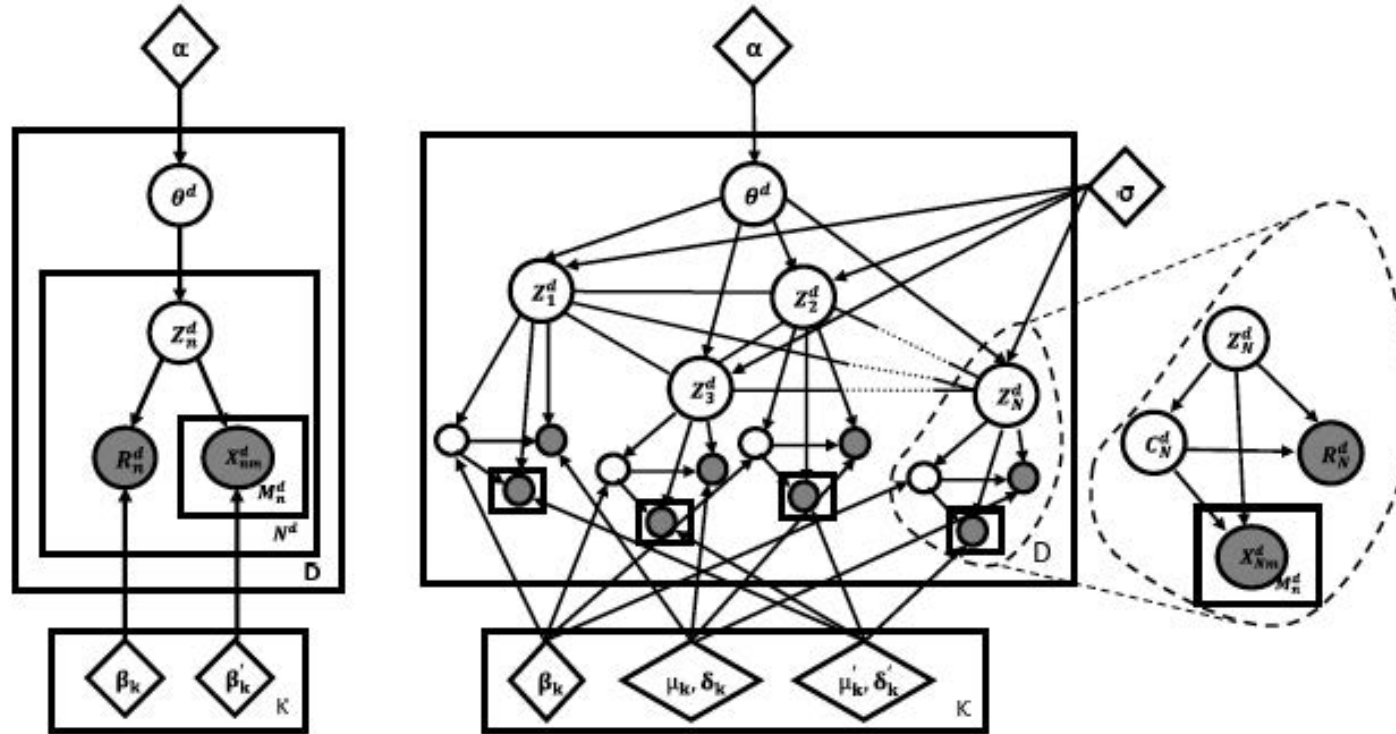 α
θ^d
Z_n^d
R_n^d
X_nm^d
M_n^d
N^d
D
β_k
β'_k
K
α
θ^d
σ
Z_1^d
Z_2^d
Z_3^d
Z_N^d
D
β_k
μ_k, δ_k
μ'_k, δ'_k
K
Z_N^d
C_N^d
R_N^d
X_Nm^d
M_n^d